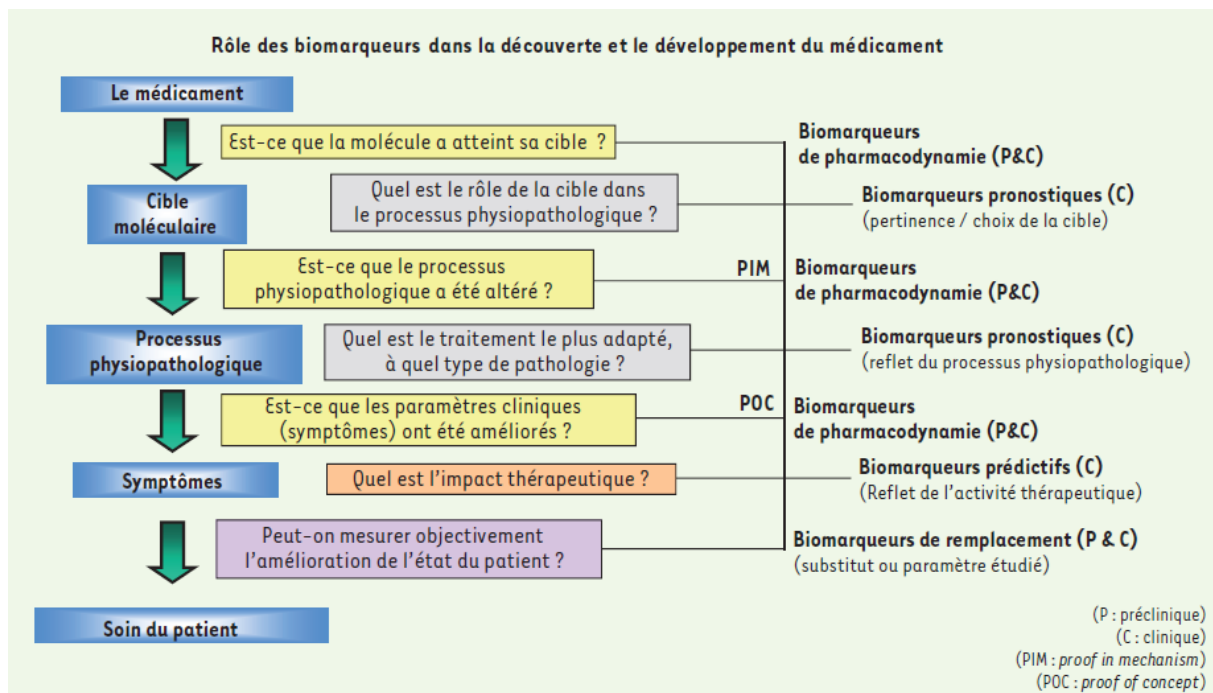 Rôle des biomarqueurs dans la découverte et le développement du médicament
Le médicament
Est-ce que la molécule a atteint sa cible ?
Biomarqueurs
de pharmacodynamie (P&C)
Cible
moléculaire
Quel est le rôle de la cible dans
le processus physiopathologique ?
Biomarqueurs pronostiques (C)
(pertinence / choix de la cible)
Est-ce que le processus
physiopathologique a été altéré ?
PIM
Biomarqueurs
de pharmacodynamie (P&C)
Processus
physiopathologique
Quel est le traitement le plus adapté,
à quel type de pathologie ?
Biomarqueurs pronostiques (C)
(reflet du processus physiopathologique)
Est-ce que les paramètres cliniques
(symptômes) ont été améliorés ?
POC
Biomarqueurs
de pharmacodynamie (P&C)
Symptômes
Quel est l'impact thérapeutique ?
Biomarqueurs prédictifs (C)
(Reflet de l'activité thérapeutique)
Peut-on mesurer objectivement
l'amélioration de l'état du patient ?
Biomarqueurs de remplacement (P & C)
(substitut ou paramètre étudié)
Soin du patient
(P : préclinique)
(C : clinique)
(PIM : proof in mechanism)
(POC : proof of concept)